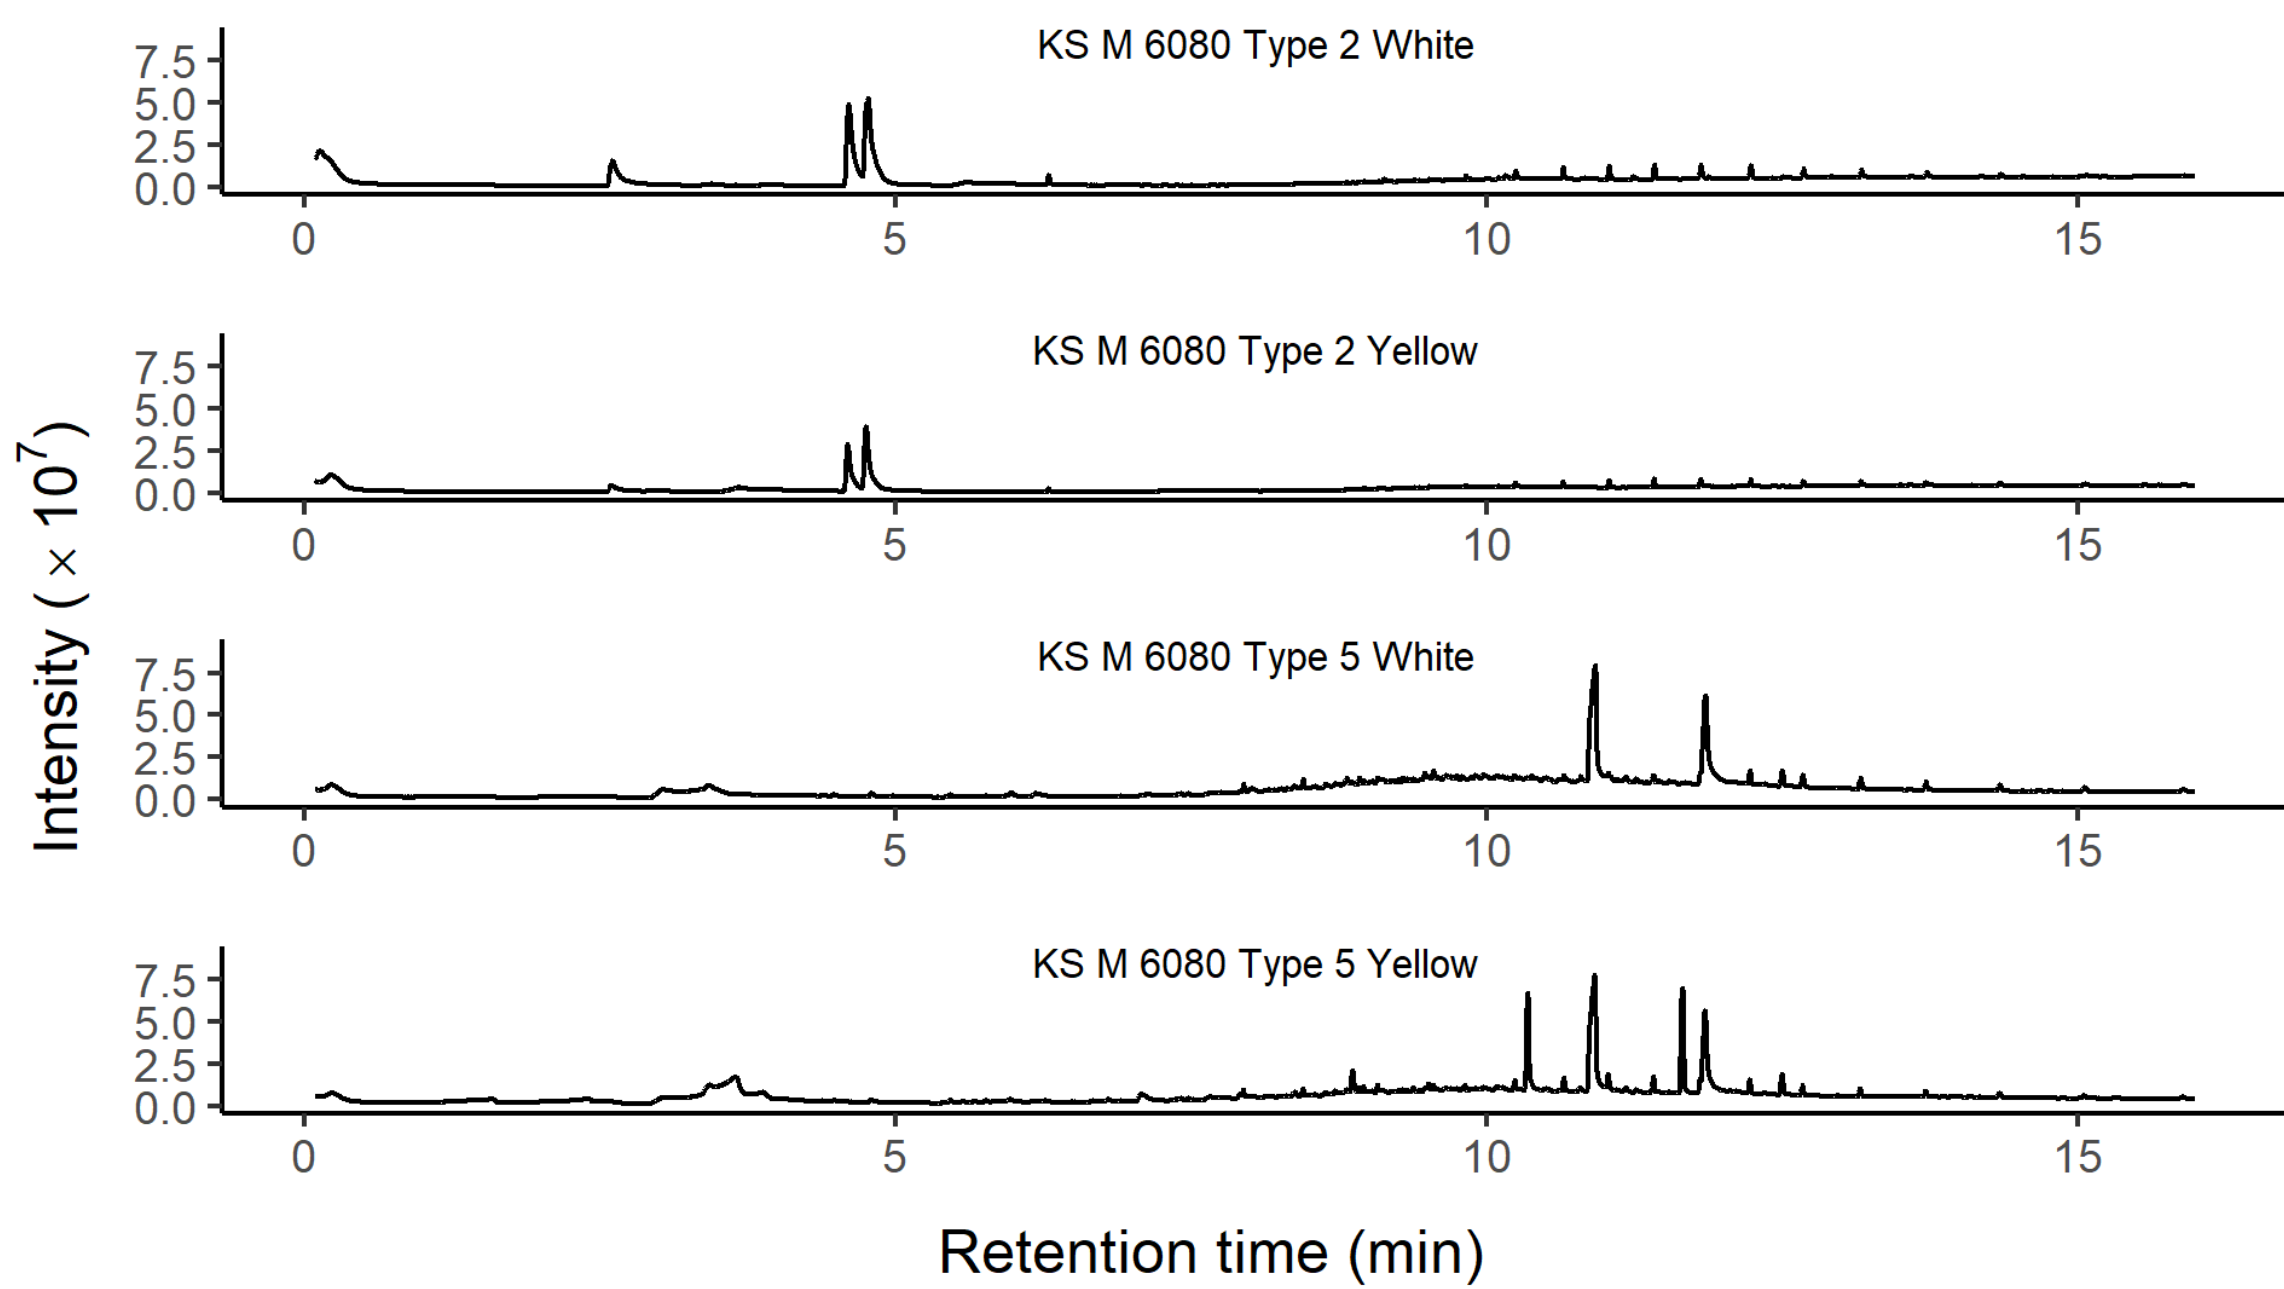 KS M 6080 Type 2 White
7.5
5.0
2.5
0.0
0 5 10 15
KS M 6080 Type 2 Yellow
7.5
5.0
2.5
0.0
0 5 10 15
Intensity ( × 10⁷)
KS M 6080 Type 5 White
7.5
5.0
2.5
0.0
0 5 10 15
KS M 6080 Type 5 Yellow
7.5
5.0
2.5
0.0
0 5 10 15
Retention time (min)